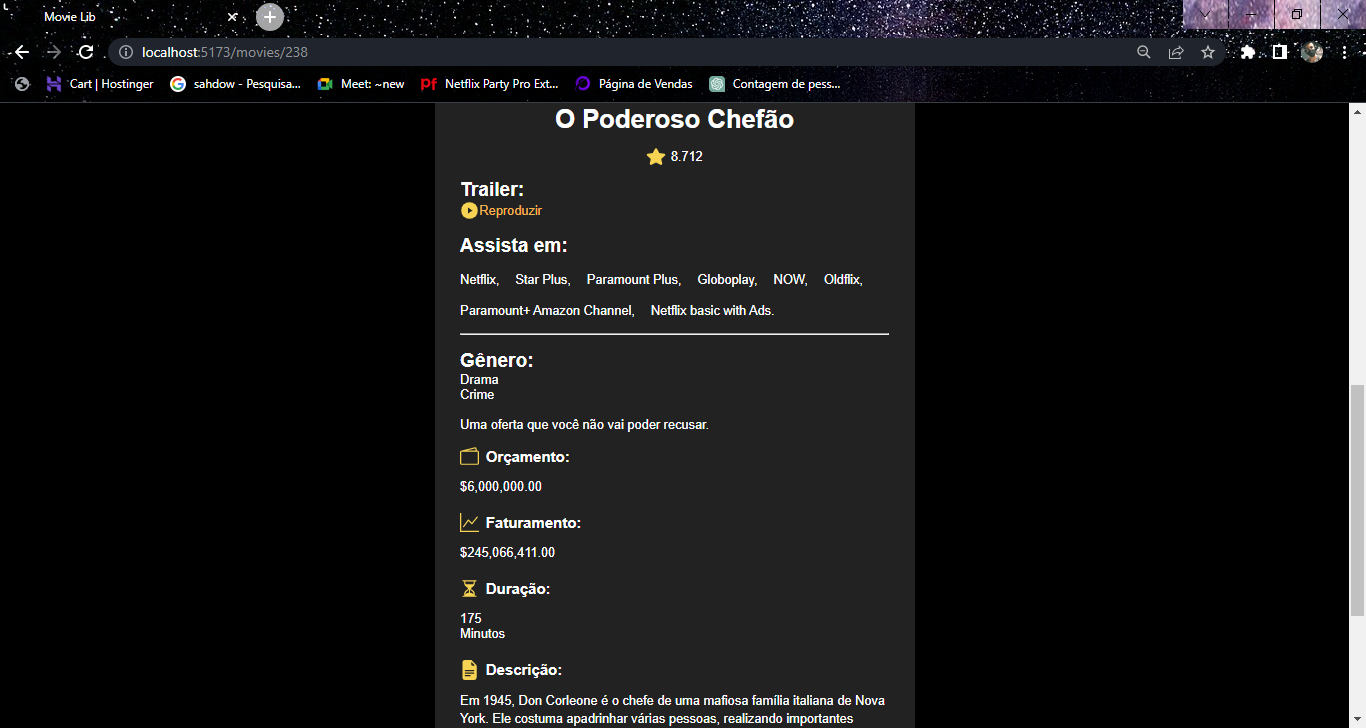 Movie Lib
localhost:5173/movies/238
Cart | Hostinger sahdow - Pesquisa... Meet: ~new Netflix Party Pro Ext... Página de Vendas Contagem de pess...
O Poderoso Chefão
8.712
Trailer:
Reproduzir
Assista em:
Netflix, Star Plus, Paramount Plus, Globoplay, NOW, Oldflix,
Paramount+ Amazon Channel, Netflix basic with Ads.
Gênero:
Drama
Crime
Uma oferta que você não vai poder recusar.
Orçamento:
$6,000,000.00
Faturamento:
$245,066,411.00
Duração:
175
Minutos
Descrição:
Em 1945, Don Corleone é o chefe de uma mafiosa família italiana de Nova
York. Ele costuma apadrinhar várias pessoas, realizando importantes